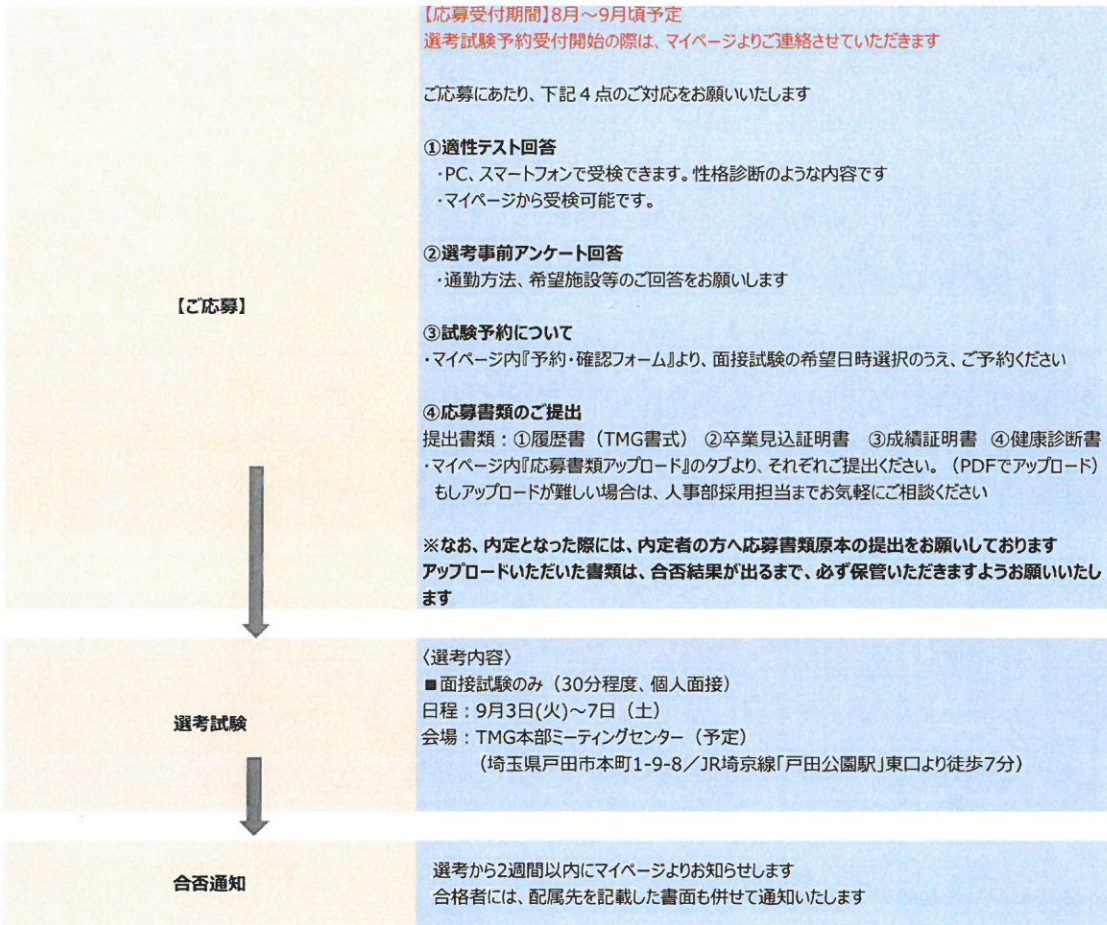 【応募受付期間】8月～9月頃予定
選考試験予約受付開始の際は、マイページよりご連絡させていただきます
ご応募にあたり、下記４点のご対応をお願いいたします
①適性テスト回答
・PC、スマートフォンで受検できます。性格診断のような内容です
・マイページから受検可能です。
②選考事前アンケート回答
・通勤方法、希望施設等のご回答をお願いします
【ご応募】
③試験予約について
・マイページ内『予約・確認フォーム』より、面接試験の希望日時選択のうえ、ご予約ください
④応募書類のご提出
提出書類：①履歴書（TMG書式） ②卒業見込証明書 ③成績証明書 ④健康診断書
・マイページ内『応募書類アップロード』のタブより、それぞれご提出ください。（PDFでアップロード）
もしアップロードが難しい場合は、人事部採用担当までお気軽にご相談ください
※なお、内定となった際には、内定者の方へ応募書類原本の提出をお願いしております
アップロードいただいた書類は、合否結果が出るまで、必ず保管いただきますようお願いいたし
ます
選考試験
〈選考内容〉
■面接試験のみ（30分程度、個人面接）
日程：9月3日(火)～7日（土）
会場：TMG本部ミーティングセンター（予定）
（埼玉県戸田市本町1-9-8／JR埼京線「戸田公園駅」東口より徒歩7分）
合否通知
選考から2週間以内にマイページよりお知らせします
合格者には、配属先を記載した書面も併せて通知いたします